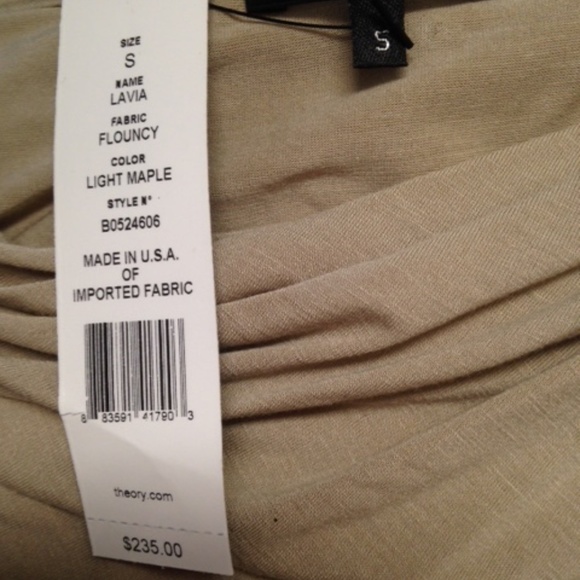 SIZE
S
NAME
LAVIA
FABRIC
FLOUNCY
COLOR
LIGHT MAPLE
STYLE N°
B0524606
MADE IN U.S.A.
OF
IMPORTED FABRIC
8 83591 41790 3
theory.com
$235.00
S